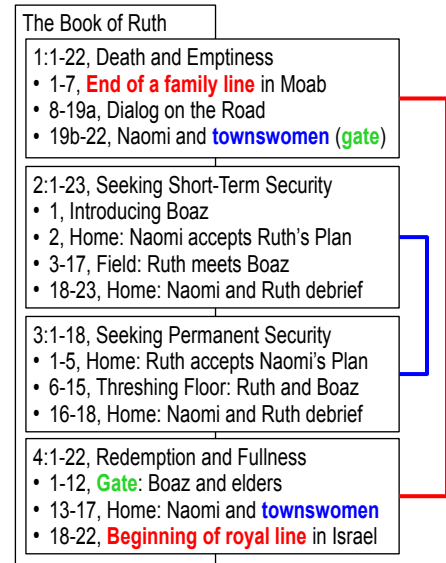 The Book of Ruth
1:1-22, Death and Emptiness
• 1-7, End of a family line in Moab
• 8-19a, Dialog on the Road
• 19b-22, Naomi and townswomen (gate)
2:1-23, Seeking Short-Term Security
• 1, Introducing Boaz
• 2, Home: Naomi accepts Ruth's Plan
• 3-17, Field: Ruth meets Boaz
• 18-23, Home: Naomi and Ruth debrief
3:1-18, Seeking Permanent Security
• 1-5, Home: Ruth accepts Naomi's Plan
• 6-15, Threshing Floor: Ruth and Boaz
• 16-18, Home: Naomi and Ruth debrief
4:1-22, Redemption and Fullness
• 1-12, Gate: Boaz and elders
• 13-17, Home: Naomi and townswomen
• 18-22, Beginning of royal line in Israel